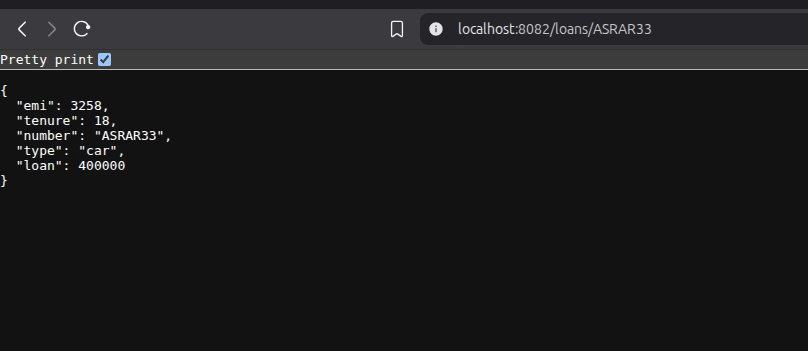 localhost:8082/loans/ASRAR33
Pretty print
{
  "emi": 3258,
  "tenure": 18,
  "number": "ASRAR33",
  "type": "car",
  "loan": 400000
}